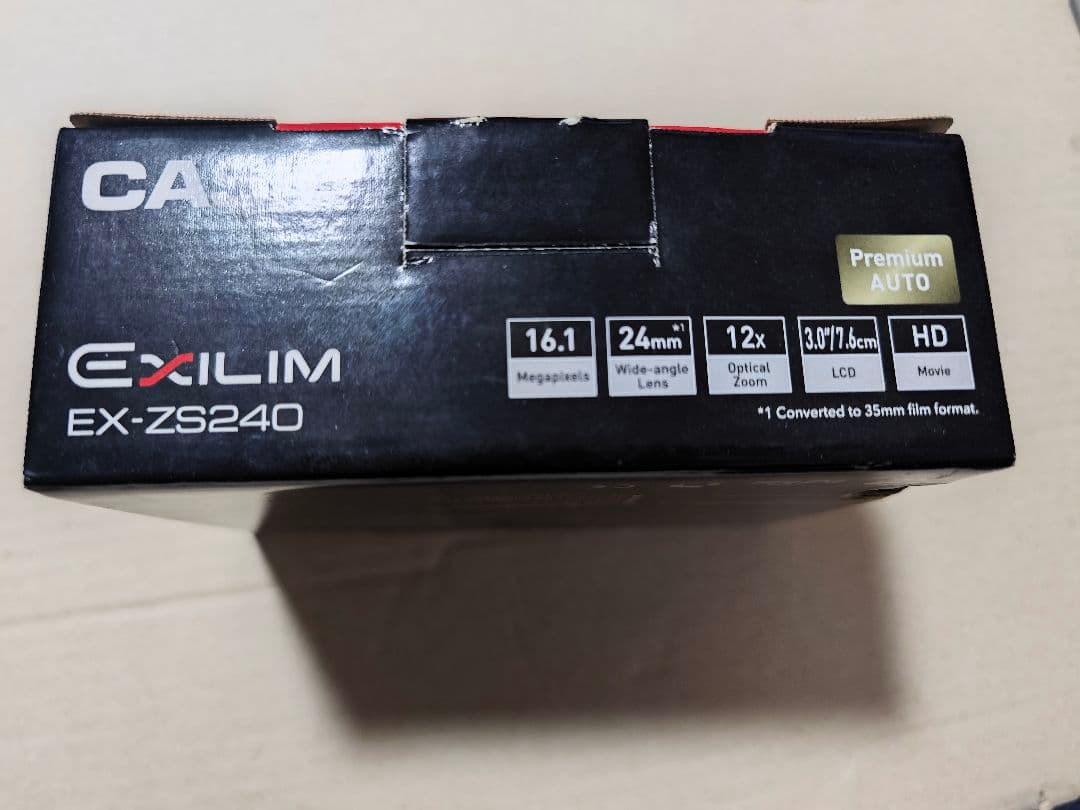 CA
Premium
AUTO
EXILIM
EX-ZS240
16.1
Megapixels
24mm*1
Wide-angle
Lens
12x
Optical
Zoom
3.0"/7.6cm
LCD
HD
Movie
*1 Converted to 35mm film format.